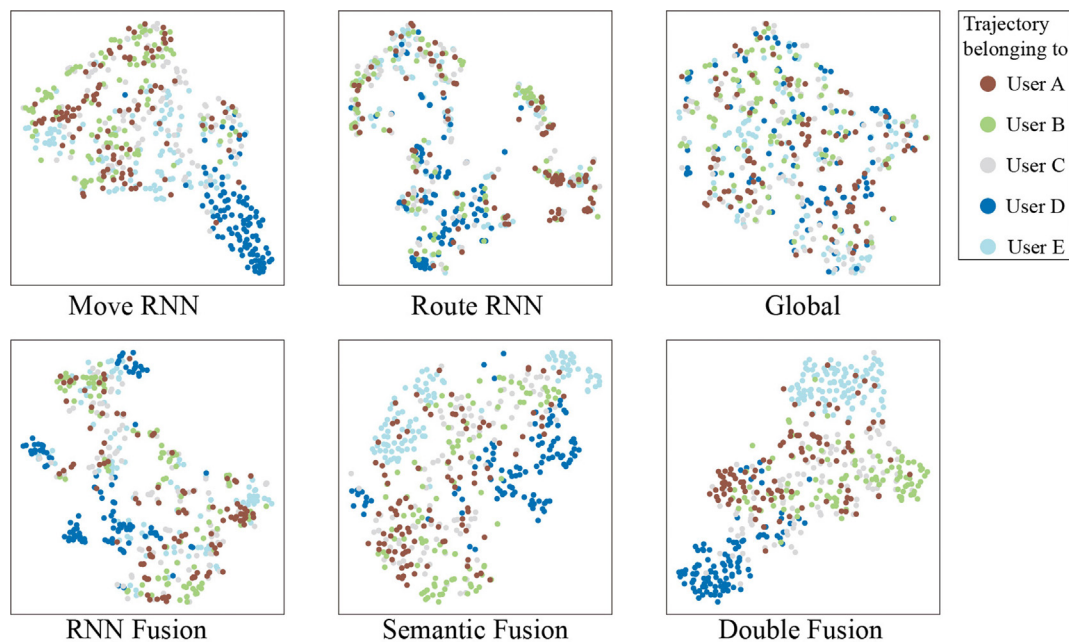 Trajectory
belonging to
User A
User B
User C
User D
User E
Move RNN
Route RNN
Global
RNN Fusion
Semantic Fusion
Double Fusion